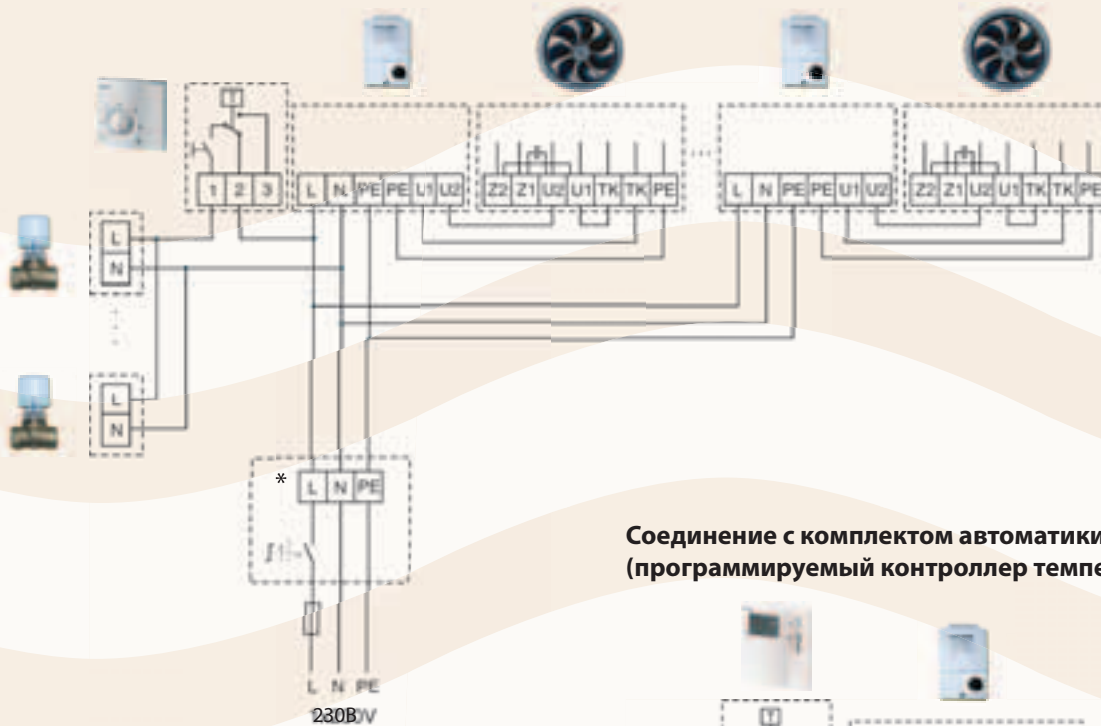 1 2 3
L N PE PE U1 U2
Z2 Z1 U2 U1 TK TK PE
...
L N PE PE U1 U2
Z2 Z1 U2 U1 TK TK PE
L
N
L
N
*
L N PE
L N PE
230В
Соединение с комплектом автоматики
(программируемый контроллер темпе